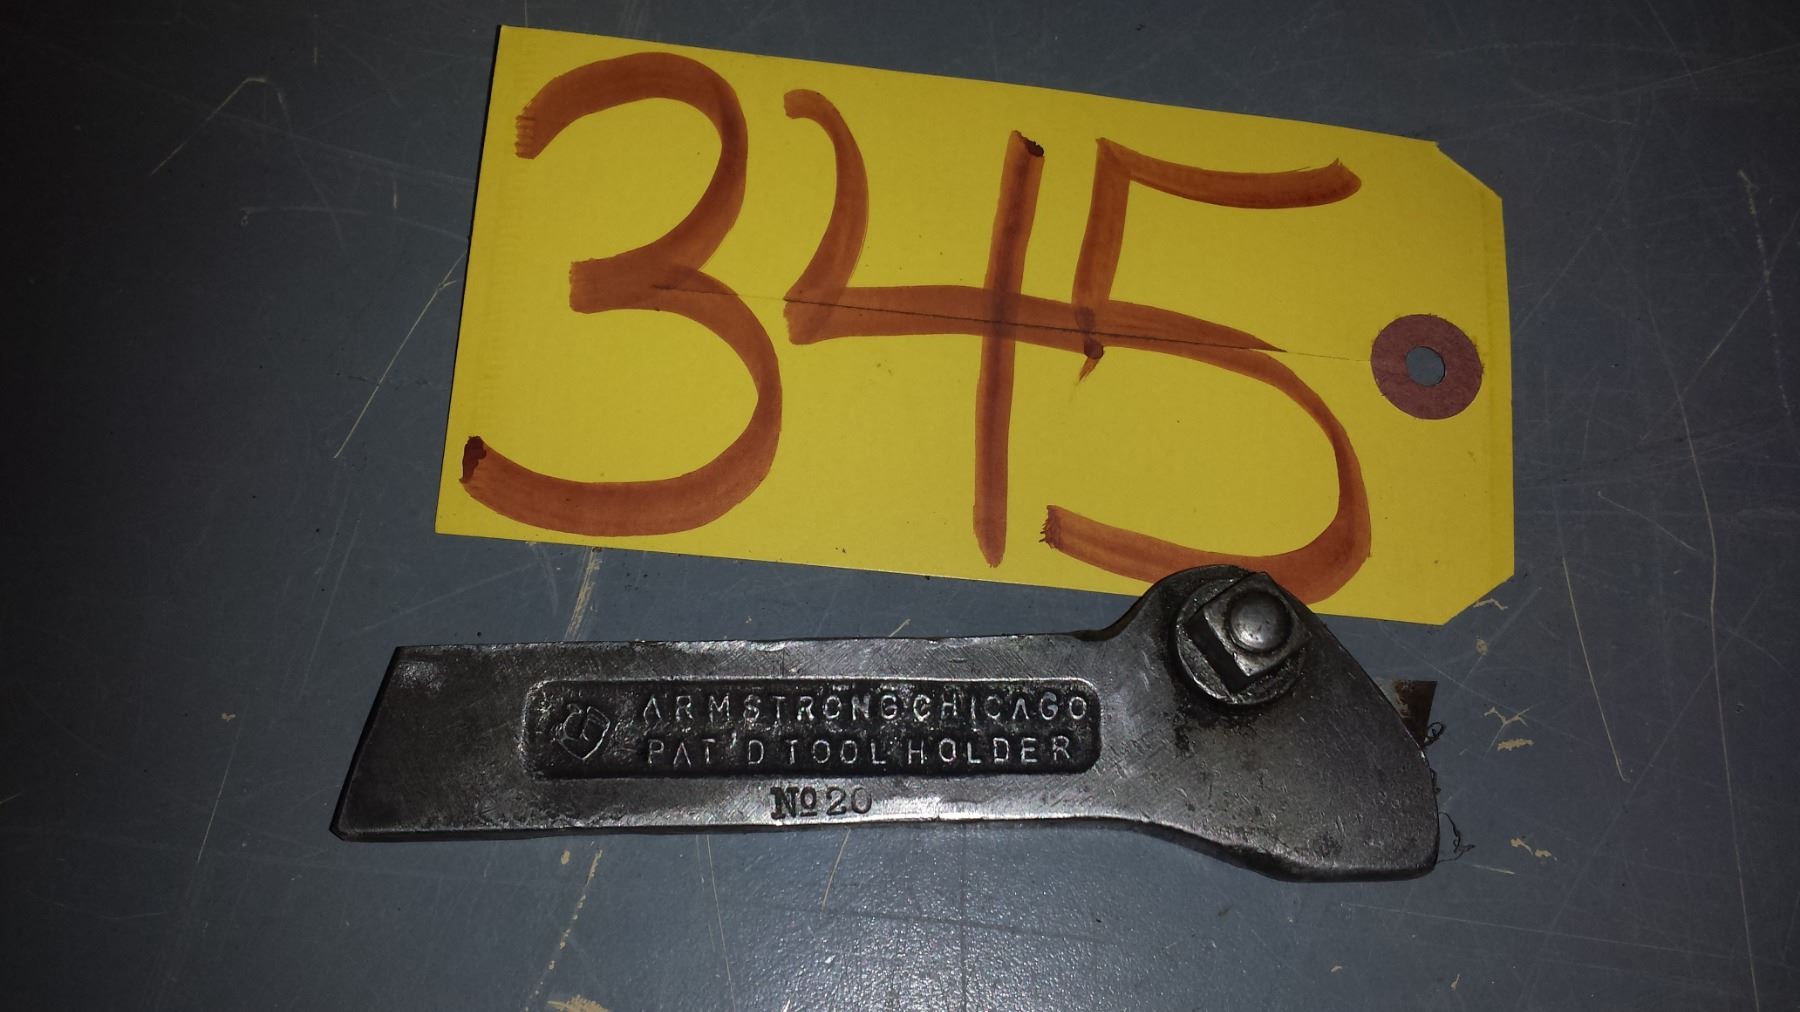 345
ARMSTRONG CHICAGO
PAT'D TOOL HOLDER
No 20